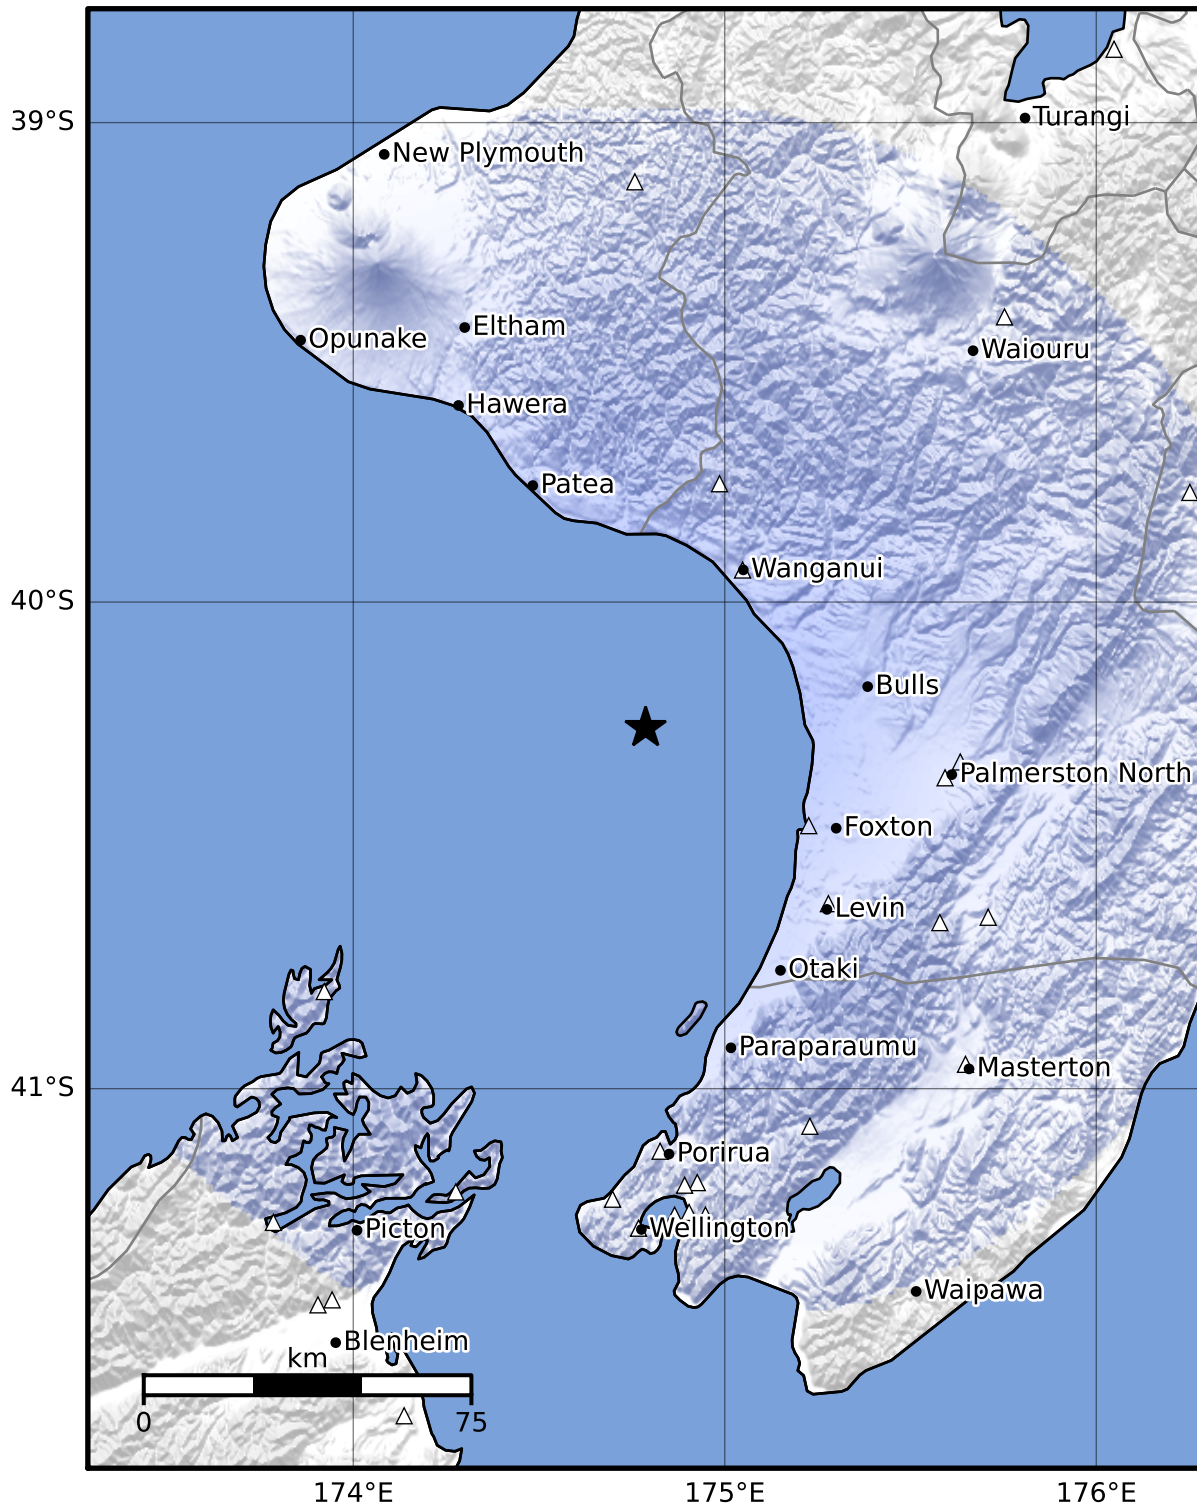 39°S
Turangi
New Plymouth
Eltham
Opunake
Waiouru
Hawera
Patea
Wanganui
40°S
Bulls
Palmerston North
Foxton
Levin
Otaki
Paraparaumu
Masterton
41°S
Porirua
Picton
Wellington
Waipawa
Blenheim
km
0
75
174°E
175°E
176°E